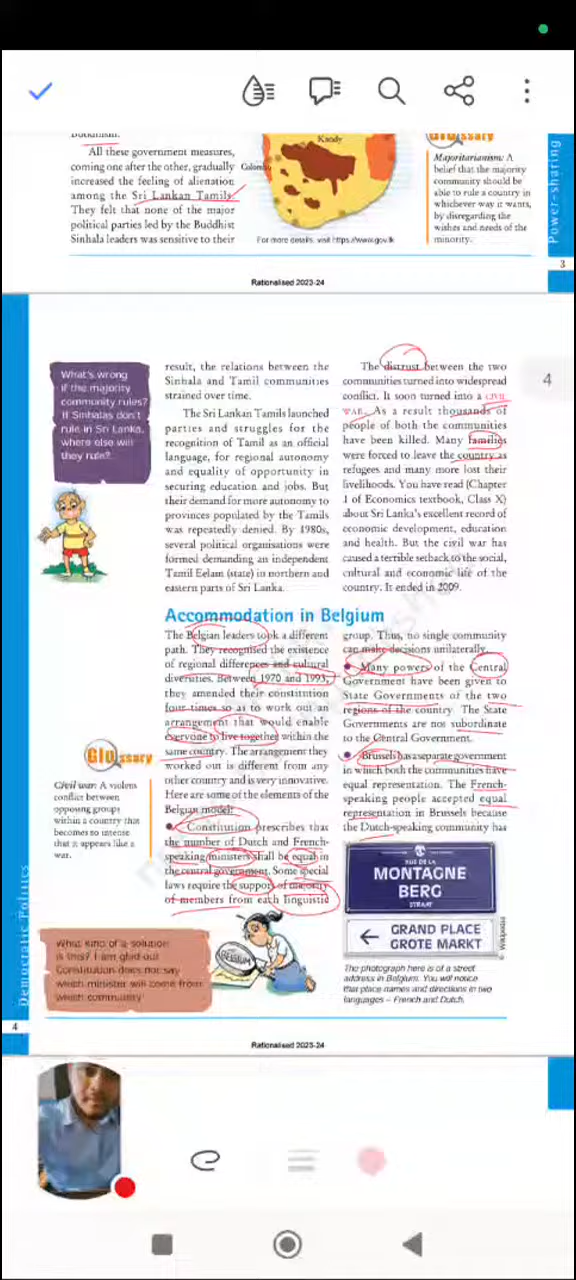 Buddhism.
All these government measures,
coming one after the other, gradually
increased the feeling of alienation
among the Sri Lankan Tamils.
They felt that none of the major
political parties led by the Buddhist
Sinhala leaders was sensitive to their
Kandy
Colombo
For more details, visit https://www.gov.lk
Glossary
Majoritarianism: A
belief that the majority
community should be
able to rule a country in
whichever way it wants,
by disregarding the
wishes and needs of the
minority.
Power-sharing
3
Rationalised 2023-24
What's wrong
if the majority
community rules?
If Sinhalas don't
rule in Sri Lanka,
where else will
they rule?
result, the relations between the
Sinhala and Tamil communities
strained over time.
The Sri Lankan Tamils launched
parties and struggles for the
recognition of Tamil as an official
language, for regional autonomy
and equality of opportunity in
securing education and jobs. But
their demand for more autonomy to
provinces populated by the Tamils
was repeatedly denied. By 1980s,
several political organisations were
formed demanding an independent
Tamil Eelam (state) in northern and
eastern parts of Sri Lanka.
The distrust between the two
communities turned into widespread
conflict. It soon turned into a CIVIL
WAR. As a result thousands of
people of both the communities
have been killed. Many families
were forced to leave the country as
refugees and many more lost their
livelihoods. You have read (Chapter
1 of Economics textbook, Class X)
about Sri Lanka's excellent record of
economic development, education
and health. But the civil war has
caused a terrible setback to the social,
cultural and economic life of the
country. It ended in 2009.
4
Accommodation in Belgium
The Belgian leaders took a different
path. They recognised the existence
of regional differences and cultural
diversities. Between 1970 and 1993,
they amended their constitution
four times so as to work out an
arrangement that would enable
everyone to live together within the
same country. The arrangement they
worked out is different from any
other country and is very innovative.
Here are some of the elements of the
Belgian model:
• Constitution prescribes that
the number of Dutch and French-
speaking ministers shall be equal in
the central government. Some special
laws require the support of majority
of members from each linguistic
group. Thus, no single community
can make decisions unilaterally.
• Many powers of the Central
Government have been given to
State Governments of the two
regions of the country. The State
Governments are not subordinate
to the Central Government.
• Brussels has a separate government
in which both the communities have
equal representation. The French-
speaking people accepted equal
representation in Brussels because
the Dutch-speaking community has
Glossary
Civil war: A violent
conflict between
opposing groups
within a country that
becomes so intense
that it appears like a
war.
RUE DE LA
MONTAGNE
BERG
STRAAT
← GRAND PLACE
GROTE MARKT
© Wikipedia
The photograph here is of a street
address in Belgium. You will notice
that place names and directions in two
languages – French and Dutch.
What kind of a solution
is this? I am glad our
Constitution does not say
which minister will come from
which community.
BELGIUM
Democratic Politics
4
Rationalised 2023-24